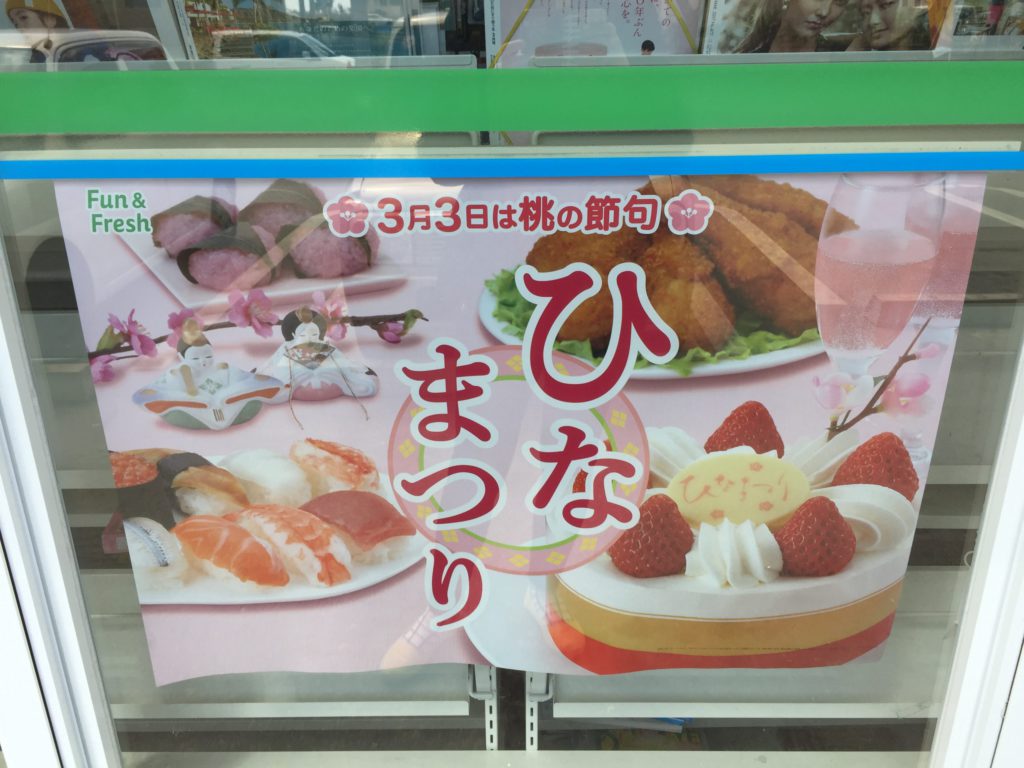 Fun &
Fresh
3月3日は桃の節句
ひな
まつり
ひなまつり